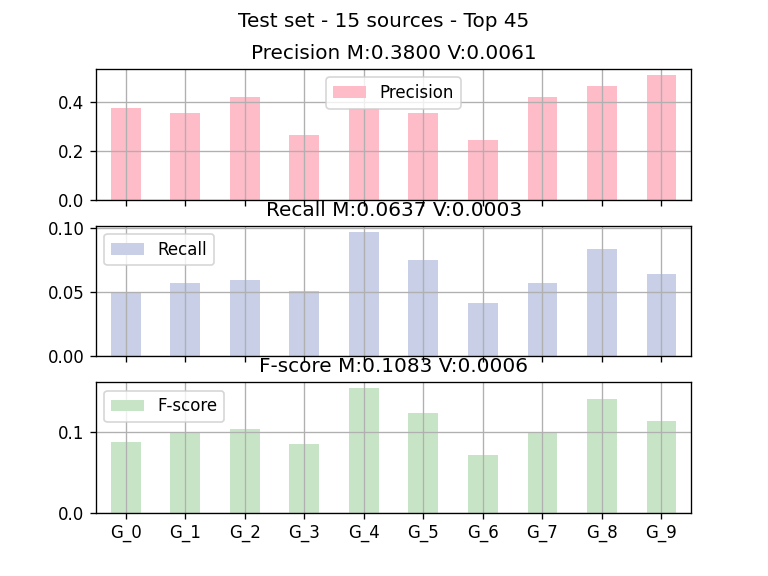 Test set - 15 sources - Top 45
Precision M:0.3800 V:0.0061
Precision
0.4
0.2
0.0
Recall M:0.0637 V:0.0003
Recall
0.10
0.05
0.00
F-score M:0.1083 V:0.0006
F-score
0.1
0.0
G_0 G_1 G_2 G_3 G_4 G_5 G_6 G_7 G_8 G_9